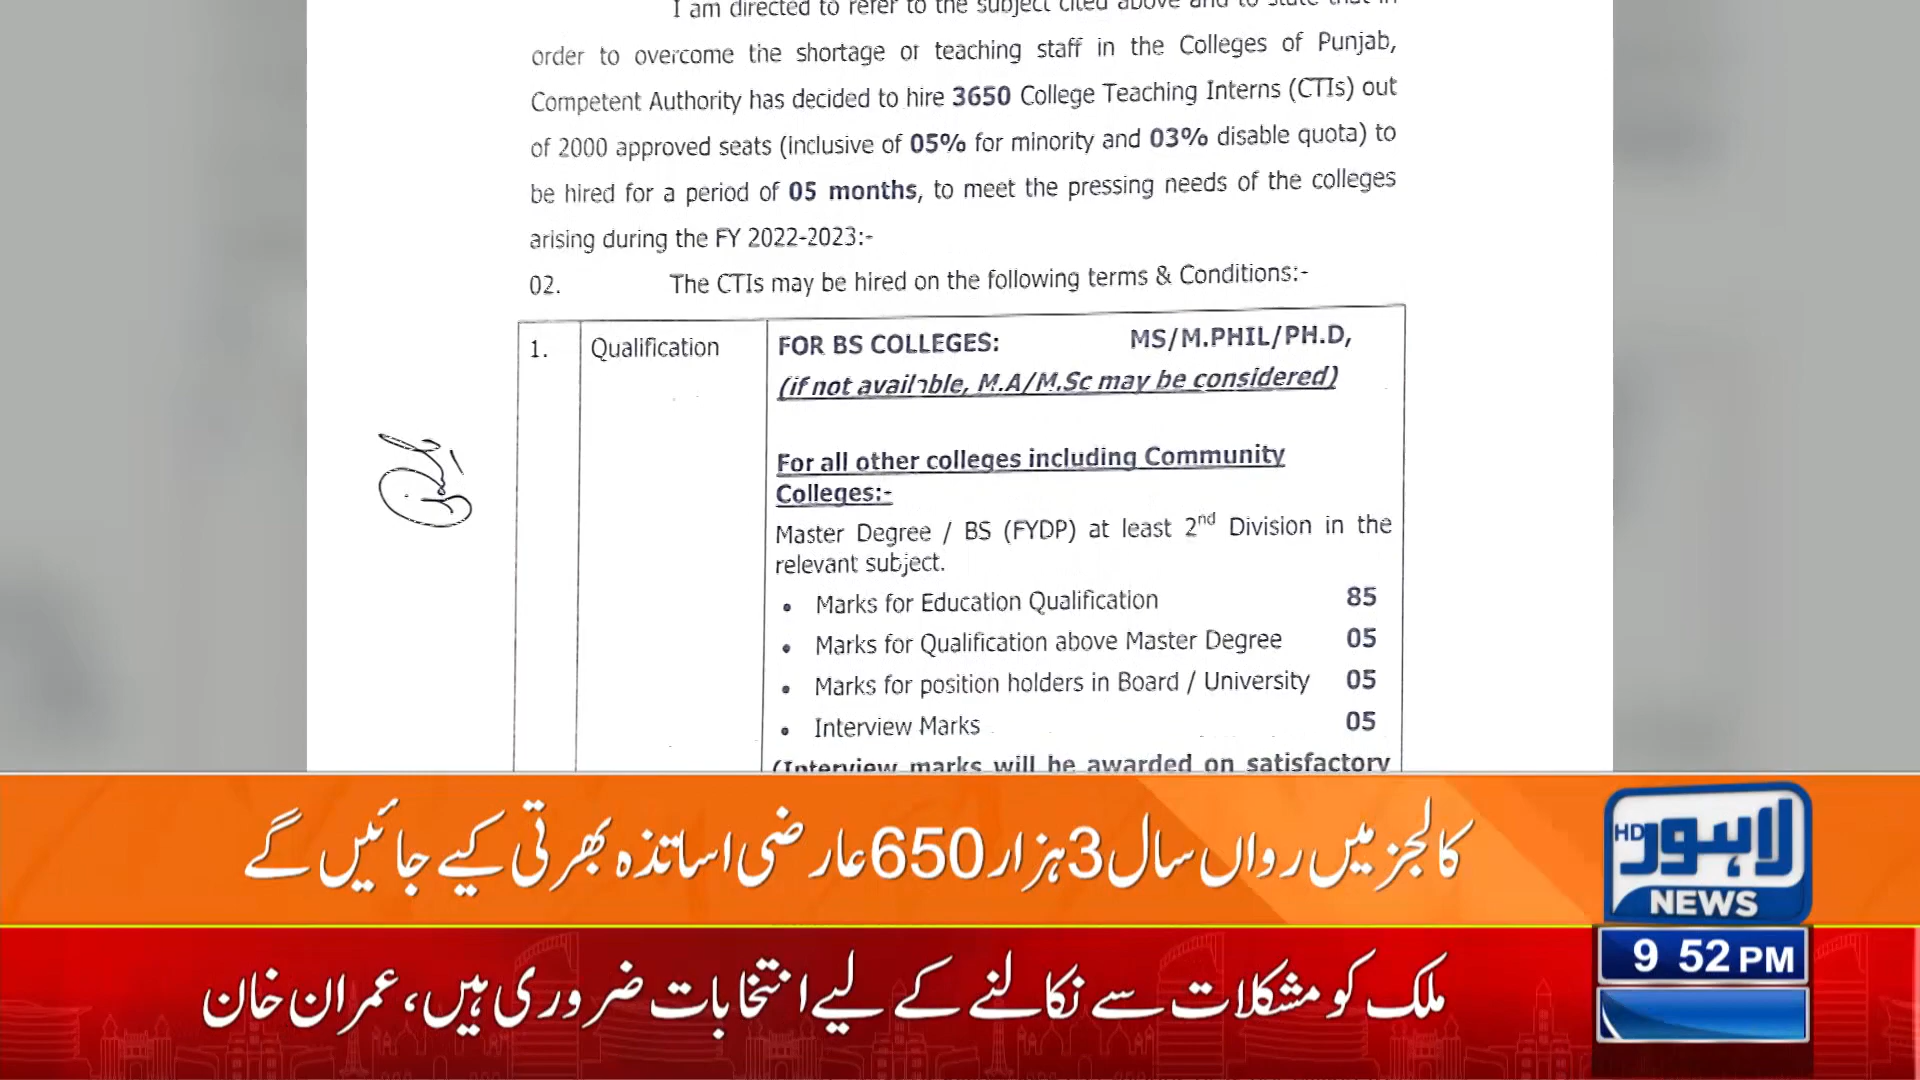 I am directed to refer to the subject cited above and to state that in
order to overcome the shortage of teaching staff in the Colleges of Punjab,
Competent Authority has decided to hire 3650 College Teaching Interns (CTIs) out
of 2000 approved seats (inclusive of 05% for minority and 03% disable quota) to
be hired for a period of 05 months, to meet the pressing needs of the colleges
arising during the FY 2022-2023:-
02. The CTIs may be hired on the following terms & Conditions:-
1. Qualification FOR BS COLLEGES: MS/M.PHIL/PH.D,
(if not available, M.A/M.Sc may be considered)
For all other colleges including Community
Colleges:-
Master Degree / BS (FYDP) at least 2nd Division in the
relevant subject.
• Marks for Education Qualification 85
• Marks for Qualification above Master Degree 05
• Marks for position holders in Board / University 05
• Interview Marks 05
(Interview marks will be awarded on satisfactory
کالجز میں رواں سال 3 ہزار 650 عارضی اساتذہ بھرتی کیے جائیں گے
HD لاہور
NEWS
9 52 PM
ملک کو مشکلات سے نکالنے کے لیے انتخابات ضروری ہیں، عمران خان